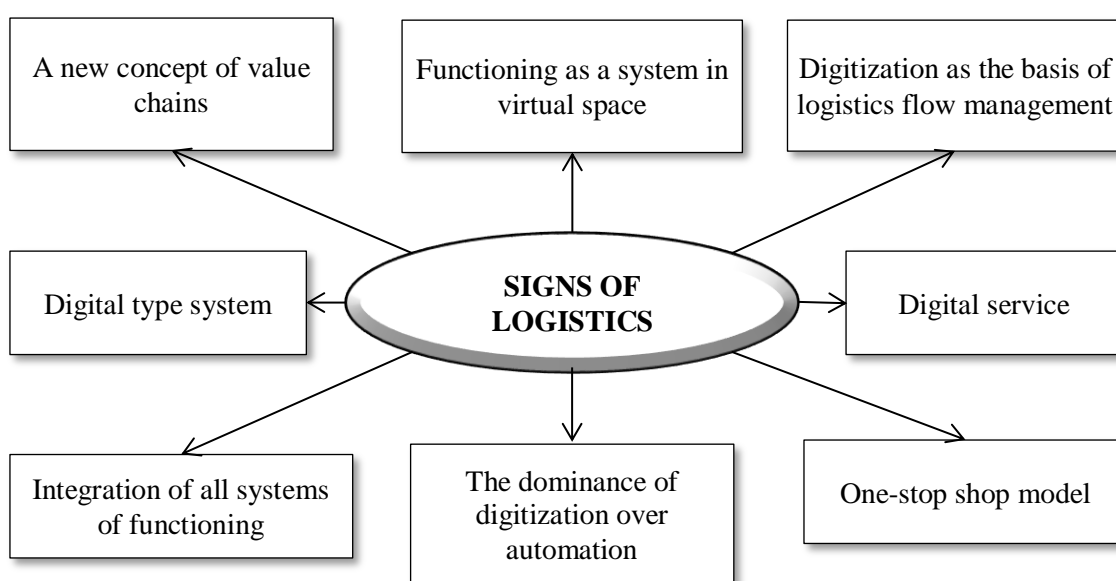 A new concept of value
chains
Functioning as a system in
virtual space
Digitization as the basis of
logistics flow management
Digital type system
SIGNS OF
LOGISTICS
Digital service
Integration of all systems
of functioning
The dominance of
digitization over
automation
One-stop shop model